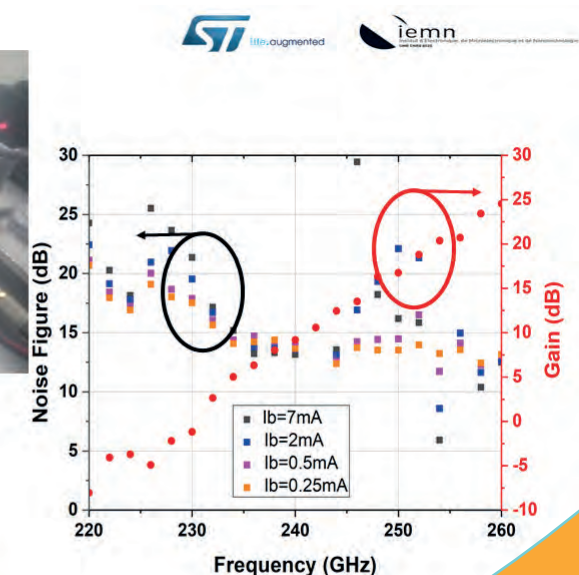 ST life.augmented
iemn
30
25
20
15
10
5
0
Noise Figure (dB)
30
25
20
15
10
5
0
-5
-10
Gain (dB)
Ib=7mA
Ib=2mA
Ib=0.5mA
Ib=0.25mA
220 230 240 250 260
Frequency (GHz)